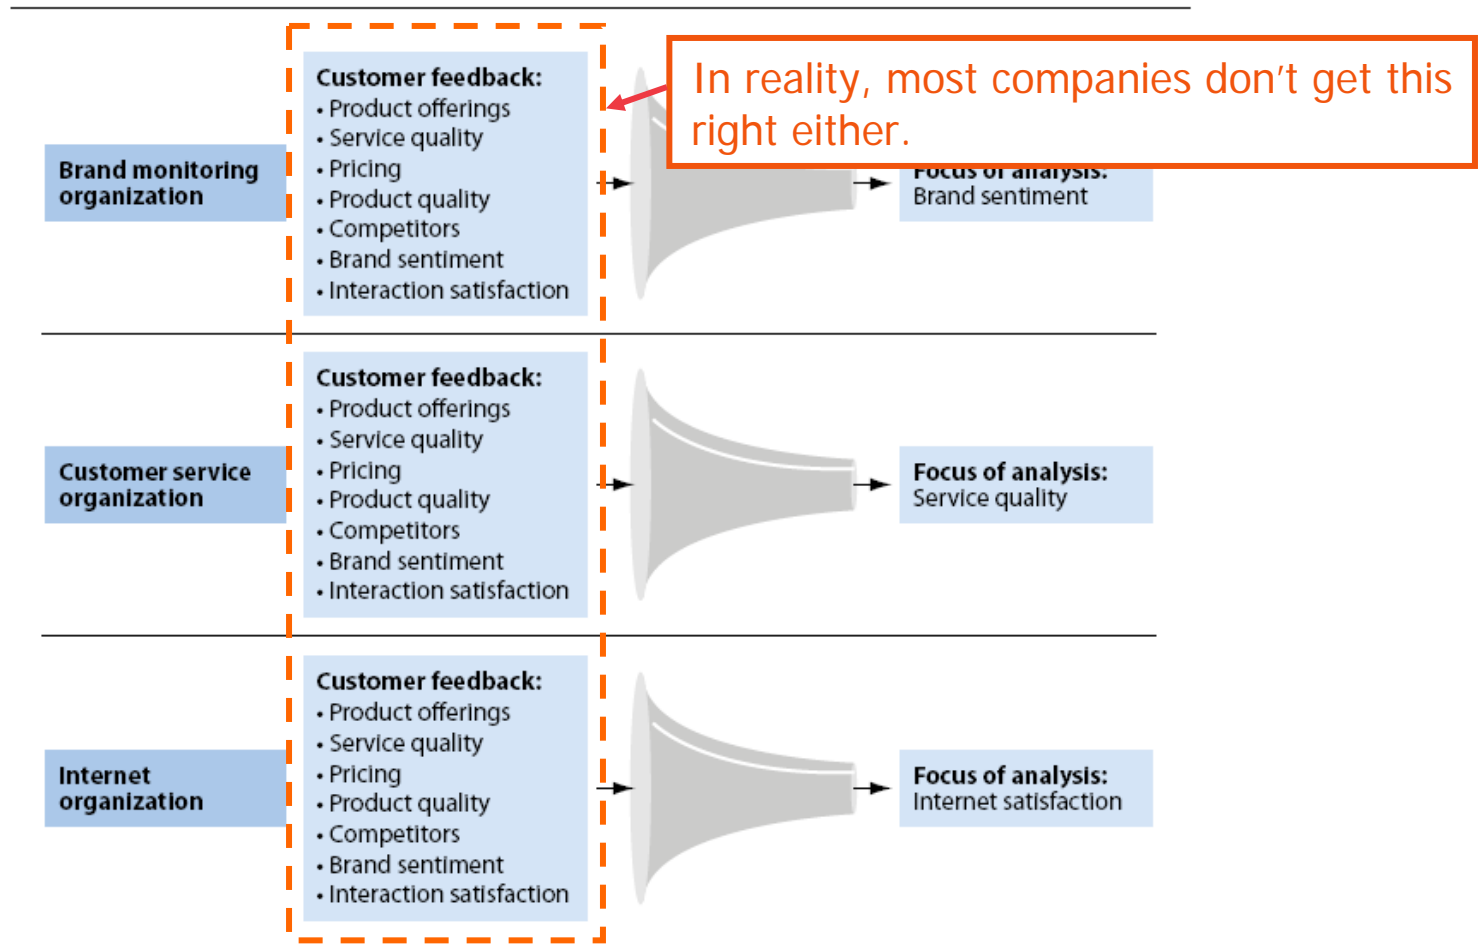 In reality, most companies don't get this
right either.
Brand monitoring
organization
Customer feedback:
• Product offerings
• Service quality
• Pricing
• Product quality
• Competitors
• Brand sentiment
• Interaction satisfaction
Focus of analysis:
Brand sentiment
Customer service
organization
Customer feedback:
• Product offerings
• Service quality
• Pricing
• Product quality
• Competitors
• Brand sentiment
• Interaction satisfaction
Focus of analysis:
Service quality
Internet
organization
Customer feedback:
• Product offerings
• Service quality
• Pricing
• Product quality
• Competitors
• Brand sentiment
• Interaction satisfaction
Focus of analysis:
Internet satisfaction